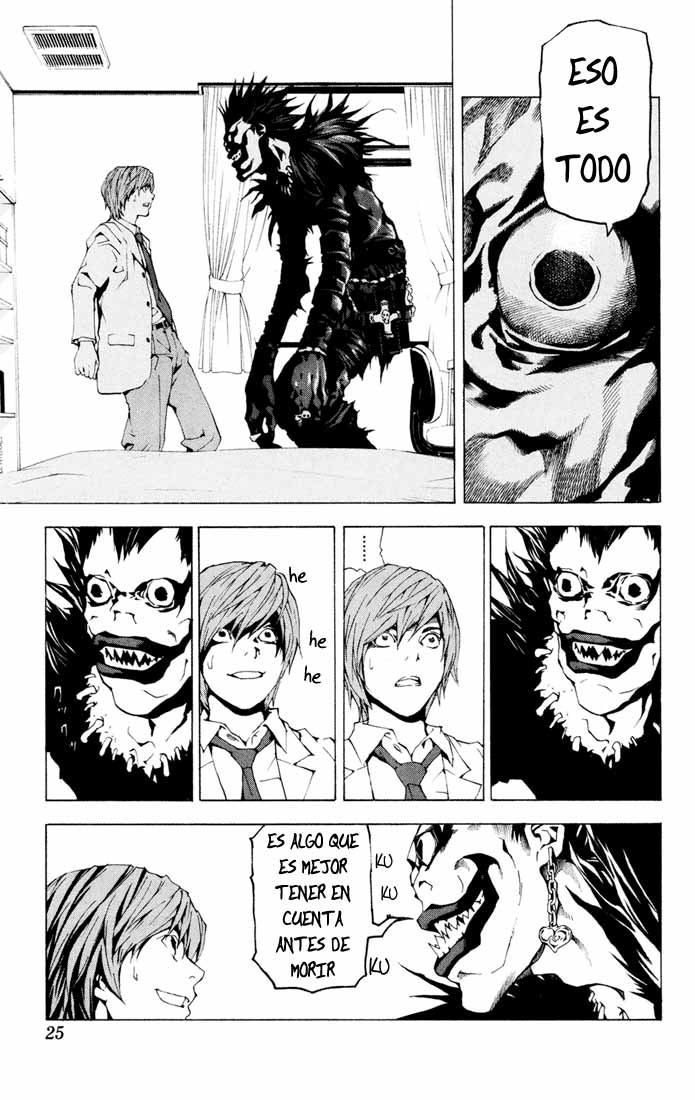 ESO
ES
TODO
........
he
he
he
KU
KU
KU
ES ALGO QUE
ES MEJOR
TENER EN
CUENTA
ANTES DE
MORIR
25